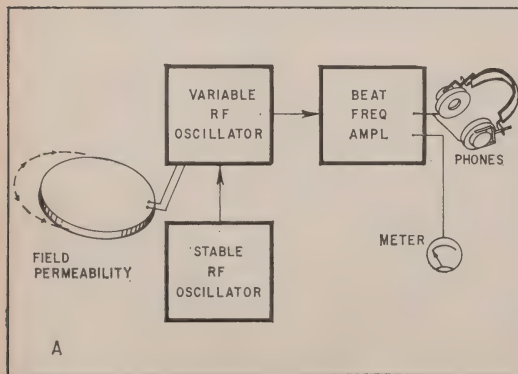 VARIABLE
RF
OSCILLATOR
BEAT
FREQ
AMPL
PHONES
FIELD
PERMEABILITY
STABLE
RF
OSCILLATOR
METER
A